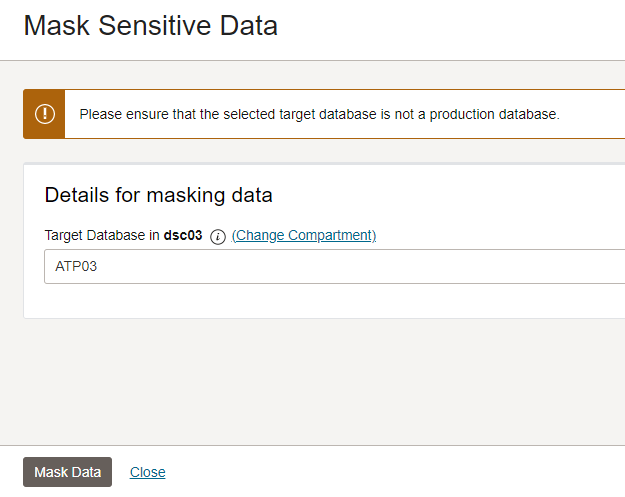 Mask Sensitive Data
Please ensure that the selected target database is not a production database.
Details for masking data
Target Database in dsc03 (Change Compartment)
ATP03
Mask Data Close